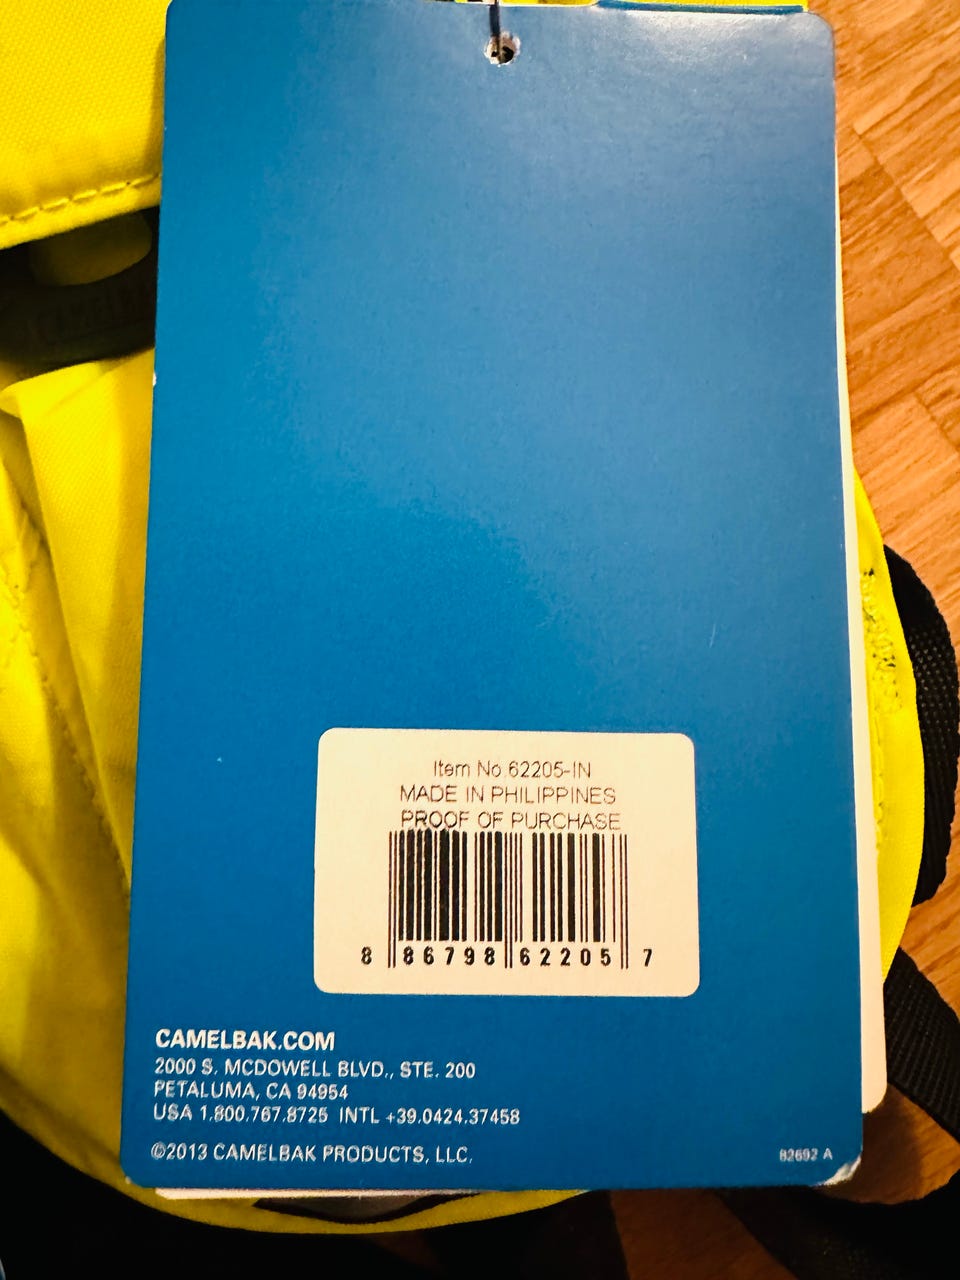 Item No.62205-IN
MADE IN PHILIPPINES
PROOF OF PURCHASE
8 86798 62205 7
CAMELBAK.COM
2000 S. MCDOWELL BLVD., STE. 200
PETALUMA, CA 94954
USA 1.800.767.8725 INTL +39.0424.37458
©2013 CAMELBAK PRODUCTS, LLC.
82692 A